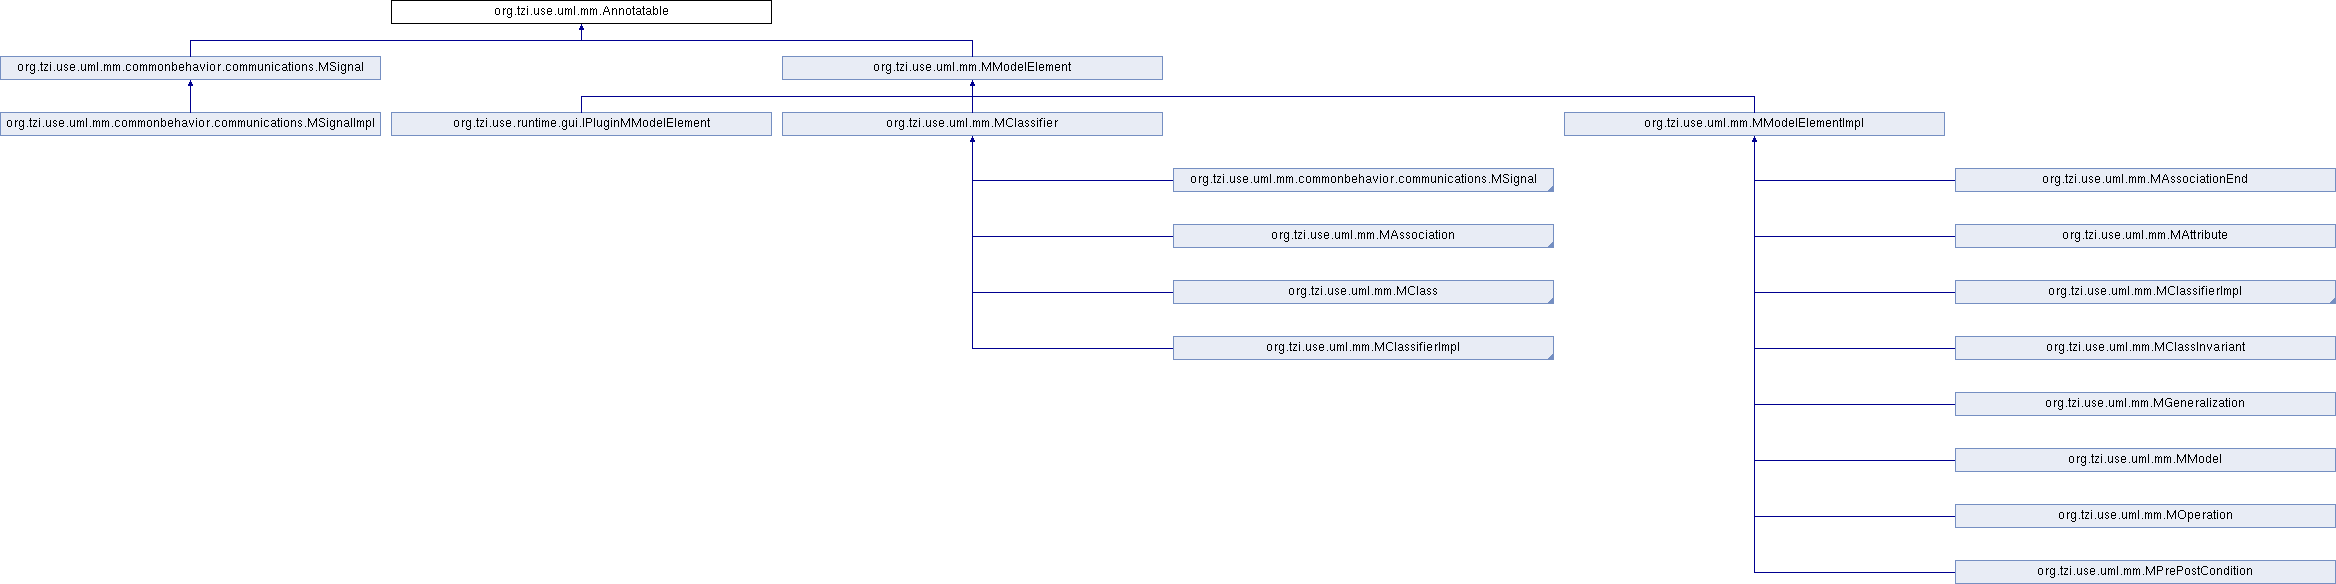 org.tzi.use.uml.mm.Annotatable
org.tzi.use.uml.mm.commonbehavior.communications.MSignal
org.tzi.use.uml.mm.MModelElement
org.tzi.use.uml.mm.commonbehavior.communications.MSignalImpl
org.tzi.use.runtime.gui.IPluginMModelElement
org.tzi.use.uml.mm.MClassifier
org.tzi.use.uml.mm.MModelElementImpl
org.tzi.use.uml.mm.commonbehavior.communications.MSignal
org.tzi.use.uml.mm.MAssociationEnd
org.tzi.use.uml.mm.MAssociation
org.tzi.use.uml.mm.MAttribute
org.tzi.use.uml.mm.MClass
org.tzi.use.uml.mm.MClassifierImpl
org.tzi.use.uml.mm.MClassifierImpl
org.tzi.use.uml.mm.MClassInvariant
org.tzi.use.uml.mm.MGeneralization
org.tzi.use.uml.mm.MModel
org.tzi.use.uml.mm.MOperation
org.tzi.use.uml.mm.MPrePostCondition